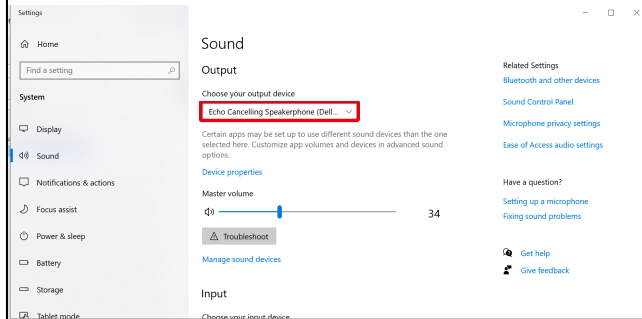 Settings
Home
Find a setting
System
Display
Sound
Notifications & actions
Focus assist
Power & sleep
Battery
Storage
Tablet mode
Sound
Output
Choose your output device
Echo Cancelling Speakerphone (Dell...
Certain apps may be set up to use different sound devices than the one
selected here. Customize app volumes and devices in advanced sound
options.
Device properties
Master volume
34
Troubleshoot
Manage sound devices
Input
Choose your input device
Related Settings
Bluetooth and other devices
Sound Control Panel
Microphone privacy settings
Ease of Access audio settings
Have a question?
Setting up a microphone
Fixing sound problems
Get help
Give feedback